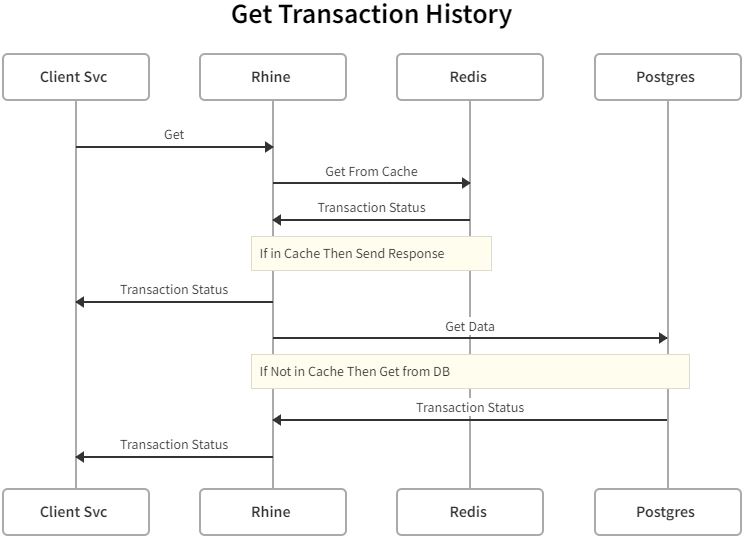 Get Transaction History
Client Svc
Rhine
Redis
Postgres
Get
Get From Cache
Transaction Status
If in Cache Then Send Response
Transaction Status
Get Data
If Not in Cache Then Get from DB
Transaction Status
Transaction Status
Client Svc
Rhine
Redis
Postgres